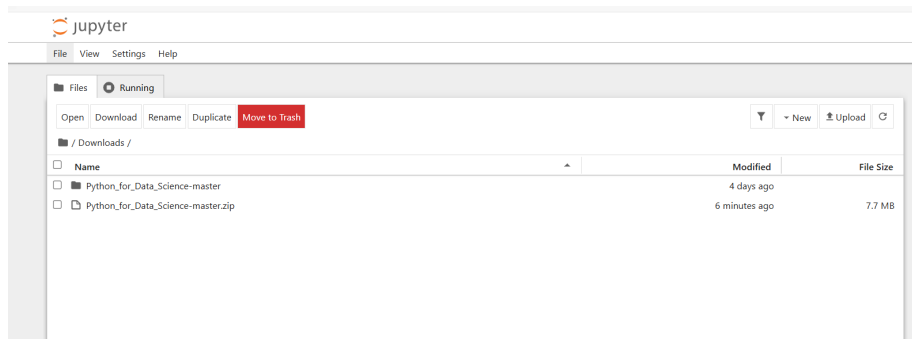 jupyter
File View Settings Help
Files Running
Open Download Rename Duplicate Move to Trash New Upload
/ Downloads /
Name Modified File Size
Python_for_Data_Science-master 4 days ago
Python_for_Data_Science-master.zip 6 minutes ago 7.7 MB